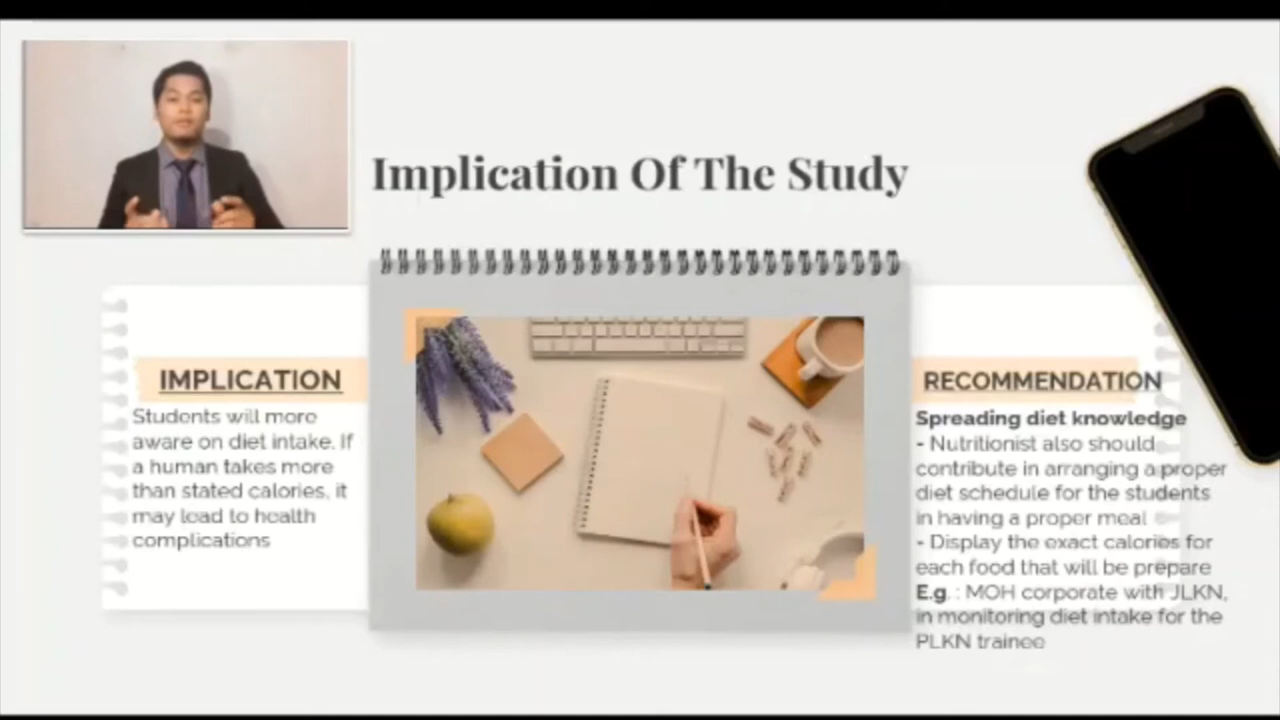 Implication Of The Study
IMPLICATION
Students will more
aware on diet intake. If
a human takes more
than stated calories, it
may lead to health
complications
RECOMMENDATION
Spreading diet knowledge
- Nutritionist also should
contribute in arranging a proper
diet schedule for the students
in having a proper meal
- Display the exact calories for
each food that will be prepare
E.g. : MOH corporate with JLKN,
in monitoring diet intake for the
PLKN trainee